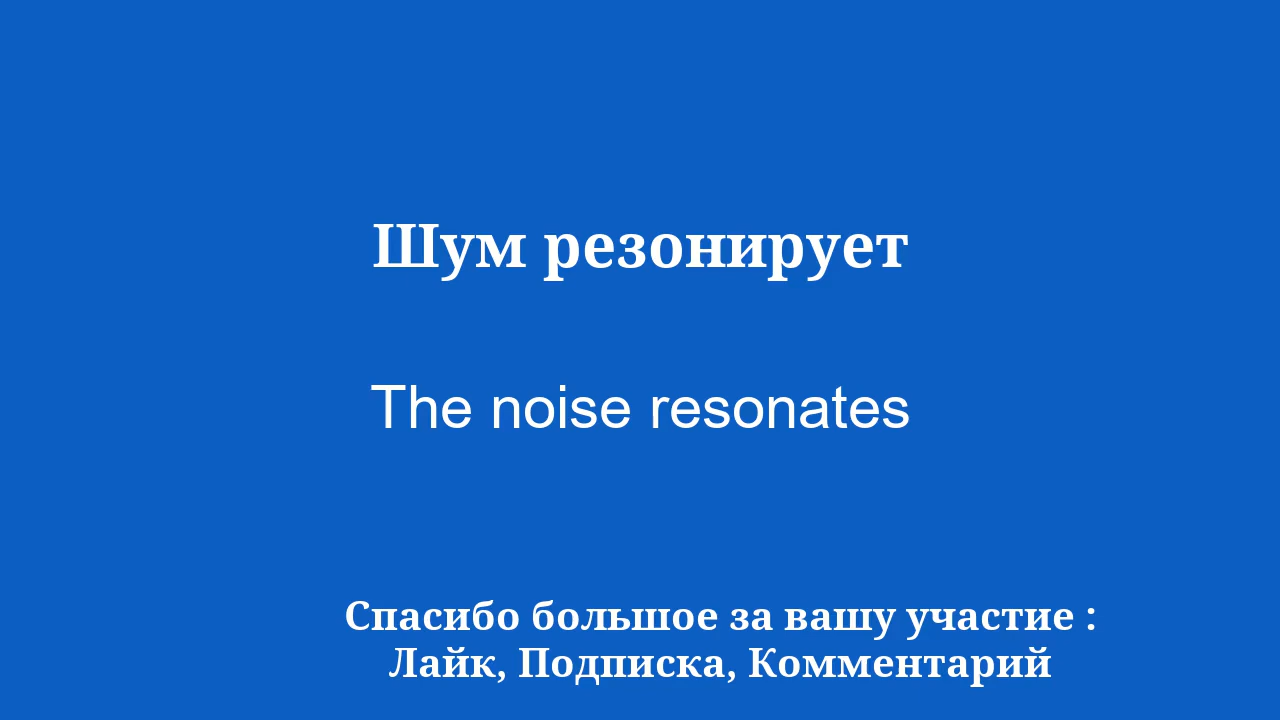 Шум резонирует
The noise resonates
Спасибо большое за вашу участие :
Лайк, Подписка, Комментарий